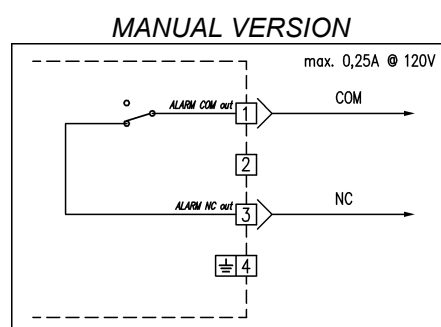 MANUAL VERSION
max. 0,25A @ 120V
ALARM COM out 1 COM
2
ALARM NC out 3 NC
4